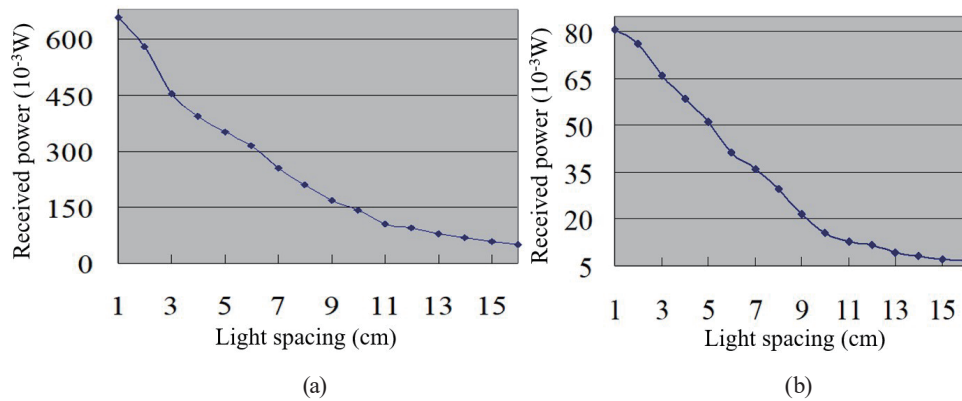 Received power (10⁻³W)
600
450
300
150
0
1 3 5 7 9 11 13 15
Light spacing (cm)
(a)
Received power (10⁻³W)
80
65
50
35
20
5
1 3 5 7 9 11 13 15
Light spacing (cm)
(b)